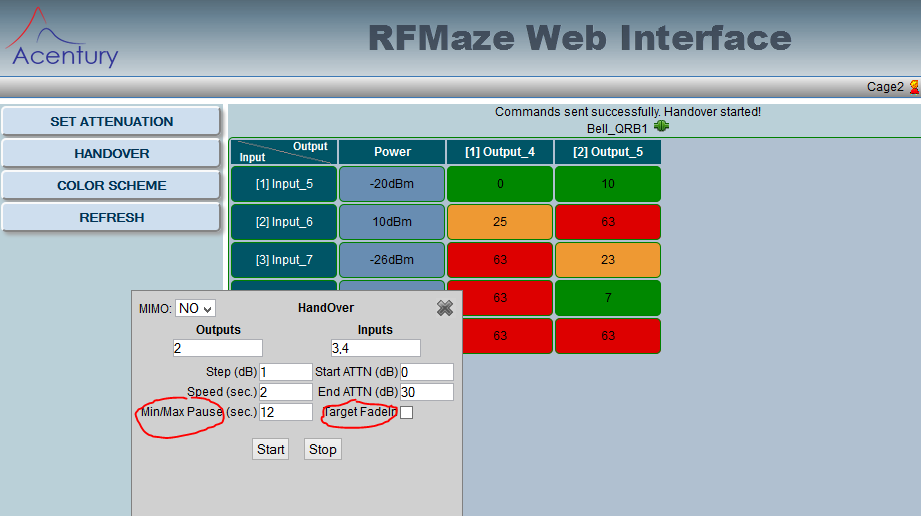 Acentury
RFMaze Web Interface
Cage2
SET ATTENUATION
HANDOVER
COLOR SCHEME
REFRESH
Commands sent successfully. Handover started!
Bell_QRB1
Output
Input
Power
[1] Output_4
[2] Output_5
[1] Input_5
-20dBm
0
10
[2] Input_6
10dBm
25
63
[3] Input_7
-26dBm
63
23
63
7
63
63
MIMO: NO
HandOver
Outputs
Inputs
2
3,4
Step (dB) 1
Start ATTN (dB) 0
Speed (sec.) 2
End ATTN (dB) 30
Min/Max Pause (sec.) 12
Target FadeIn
Start
Stop